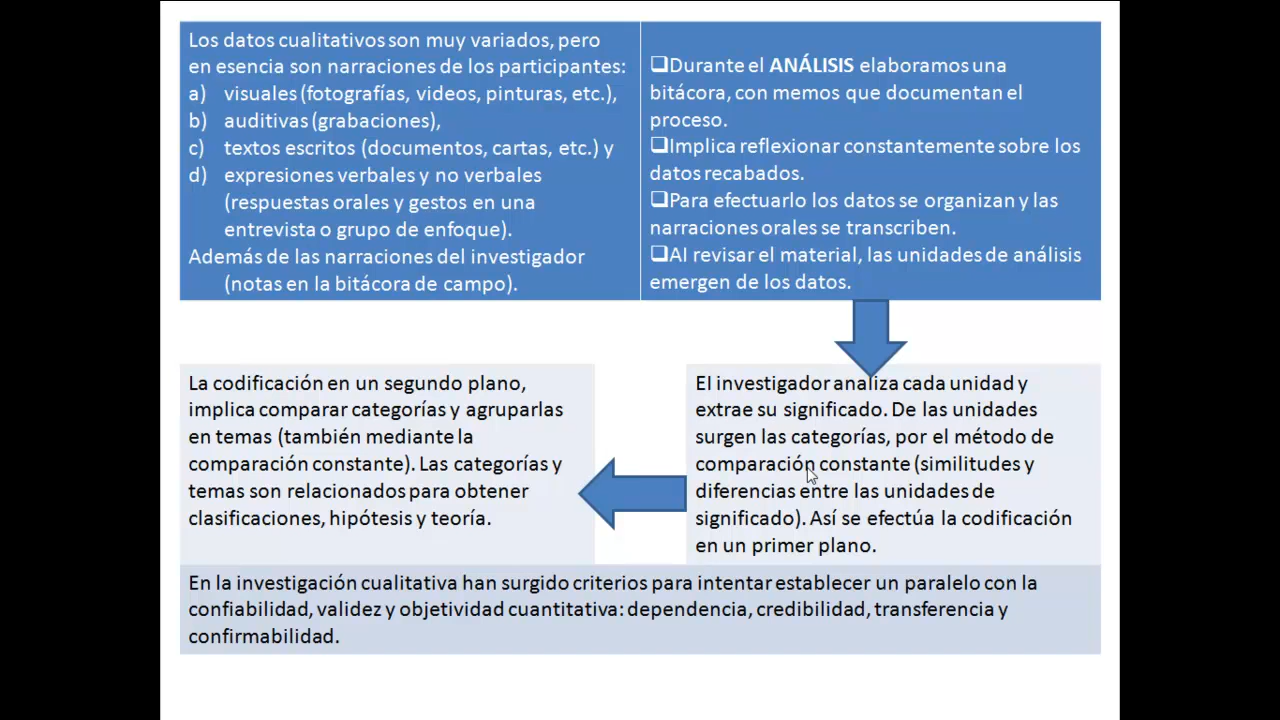 Los datos cualitativos son muy variados, pero
en esencia son narraciones de los participantes:
a) visuales (fotografías, videos, pinturas, etc.),
b) auditivas (grabaciones),
c) textos escritos (documentos, cartas, etc.) y
d) expresiones verbales y no verbales
(respuestas orales y gestos en una
entrevista o grupo de enfoque).
Además de las narraciones del investigador
(notas en la bitácora de campo).
❑Durante el ANÁLISIS elaboramos una
bitácora, con memos que documentan el
proceso.
❑Implica reflexionar constantemente sobre los
datos recabados.
❑Para efectuarlo los datos se organizan y las
narraciones orales se transcriben.
❑Al revisar el material, las unidades de análisis
emergen de los datos.
El investigador analiza cada unidad y
extrae su significado. De las unidades
surgen las categorías, por el método de
comparación constante (similitudes y
diferencias entre las unidades de
significado). Así se efectúa la codificación
en un primer plano.
La codificación en un segundo plano,
implica comparar categorías y agruparlas
en temas (también mediante la
comparación constante). Las categorías y
temas son relacionados para obtener
clasificaciones, hipótesis y teoría.
En la investigación cualitativa han surgido criterios para intentar establecer un paralelo con la
confiabilidad, validez y objetividad cuantitativa: dependencia, credibilidad, transferencia y
confirmabilidad.